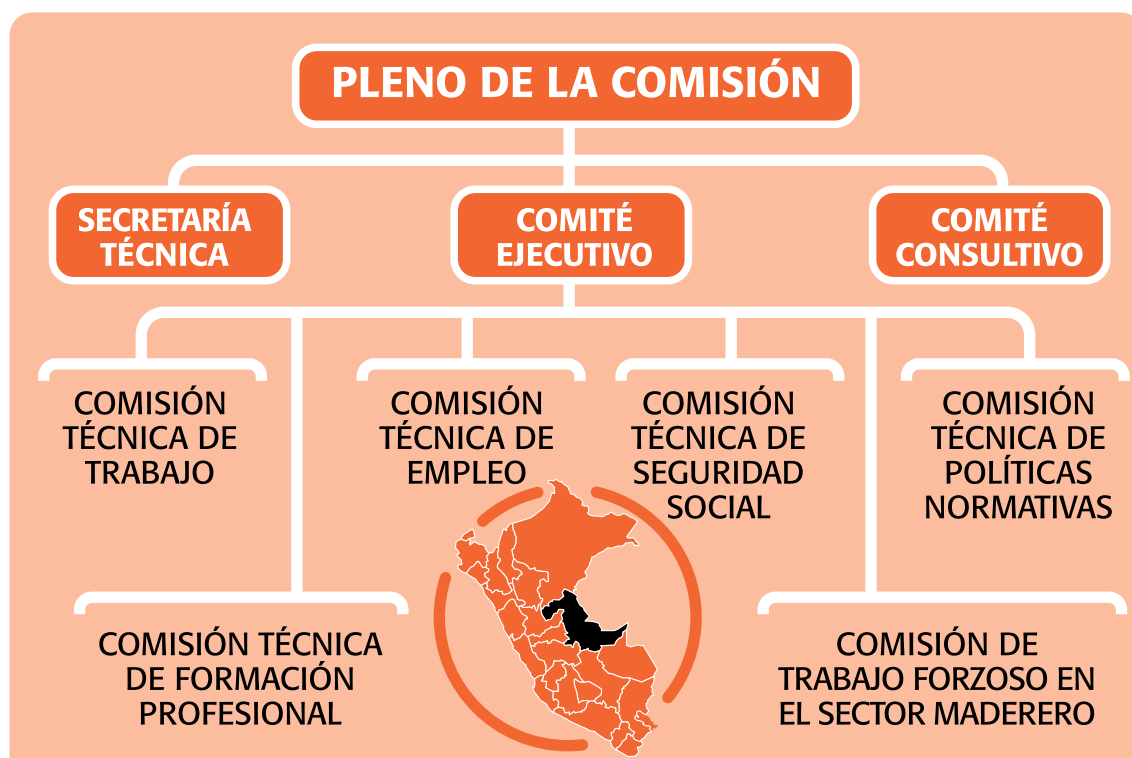 PLENO DE LA COMISIÓN
SECRETARÍA
TÉCNICA
COMITÉ
EJECUTIVO
COMITÉ
CONSULTIVO
COMISIÓN
TÉCNICA DE
TRABAJO
COMISIÓN
TÉCNICA DE
EMPLEO
COMISIÓN
TÉCNICA DE
SEGURIDAD
SOCIAL
COMISIÓN
TÉCNICA DE
POLÍTICAS
NORMATIVAS
COMISIÓN TÉCNICA
DE FORMACIÓN
PROFESIONAL
COMISIÓN DE
TRABAJO FORZOSO EN
EL SECTOR MADERERO